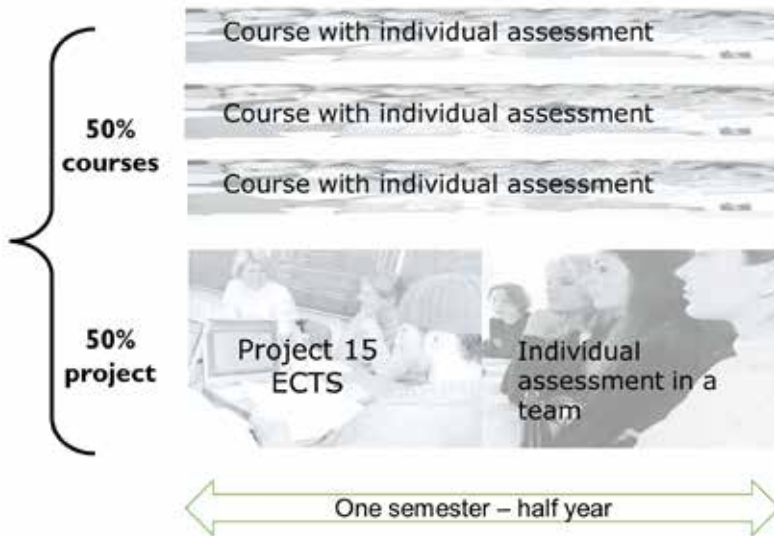 Course with individual assessment
50%
courses
Course with individual assessment
Course with individual assessment
50%
project
Project 15
ECTS
Individual
assessment in a
team
One semester – half year